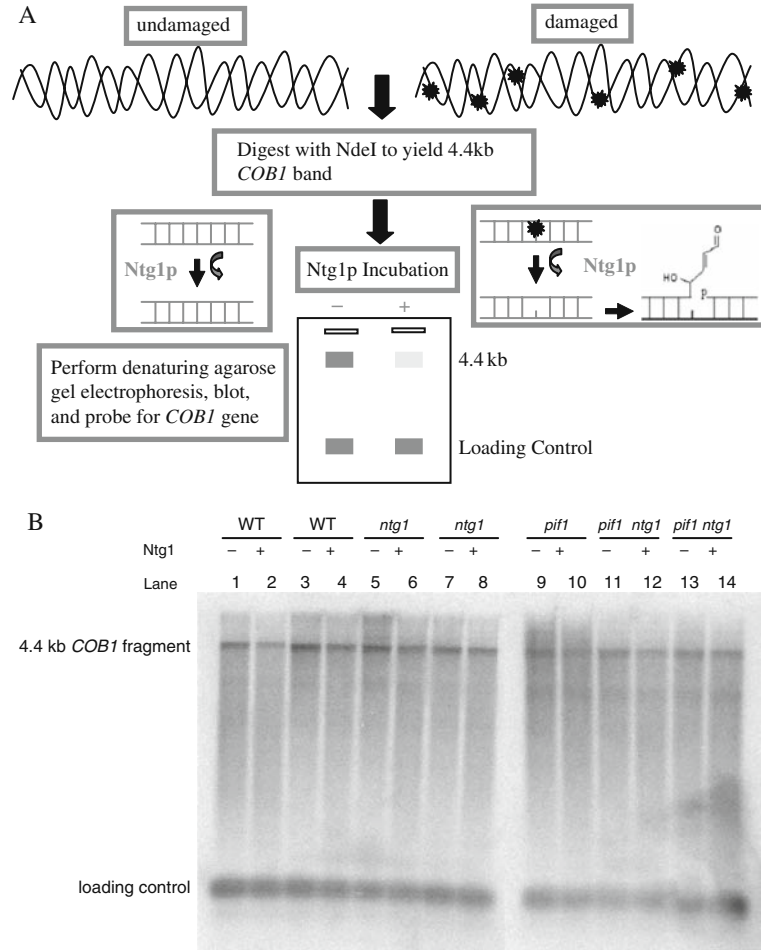 A
undamaged
damaged
Digest with NdeI to yield 4.4kb
COB1 band
Ntg1p
Ntg1p Incubation
Ntg1p
HO
O
p
− +
Perform denaturing agarose
gel electrophoresis, blot,
and probe for COB1 gene
4.4 kb
Loading Control
B
WT WT ntg1 ntg1 pif1 pif1 ntg1 pif1 ntg1
Ntg1 − + − + − + − + − + − + − +
Lane 1 2 3 4 5 6 7 8 9 10 11 12 13 14
4.4 kb COB1 fragment
loading control